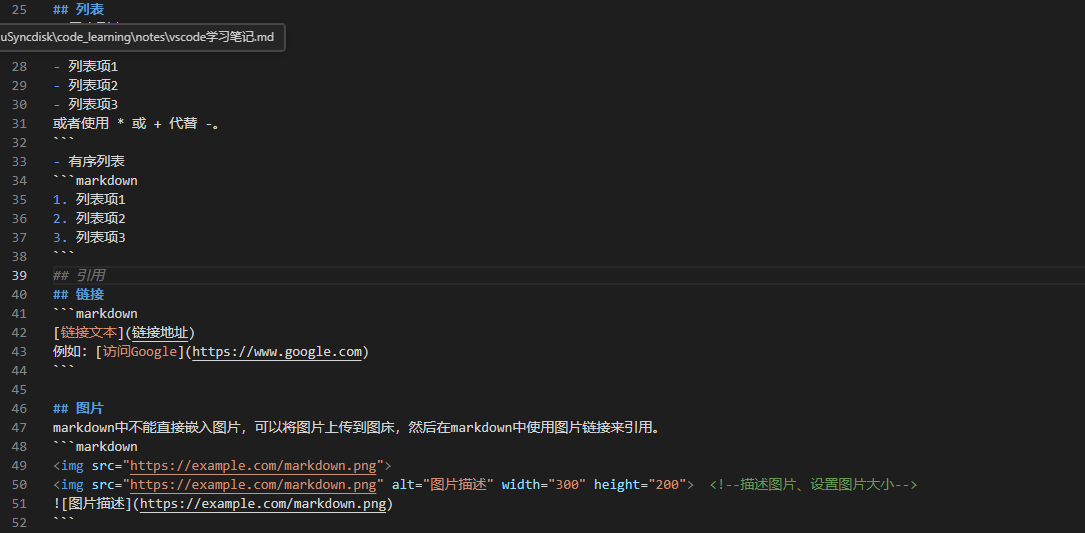 25 ## 列表
uSyncdisk\code_learning\notes\vscode学习笔记.md
28 - 列表项1
29 - 列表项2
30 - 列表项3
31 或者使用 * 或 + 代替 -。
32 ```
33 - 有序列表
34 ```markdown
35 1. 列表项1
36 2. 列表项2
37 3. 列表项3
38 ```
39 ## 引用
40 ## 链接
41 ```markdown
42 [链接文本](链接地址)
43 例如：[访问Google](https://www.google.com)
44 ```
45
46 ## 图片
47 markdown中不能直接嵌入图片，可以将图片上传到图床，然后在markdown中使用图片链接来引用。
48 ```markdown
49 <img src="https://example.com/markdown.png">
50 <img src="https://example.com/markdown.png" alt="图片描述" width="300" height="200">  <!--描述图片、设置图片大小-->
51 ![图片描述](https://example.com/markdown.png)
52 ```